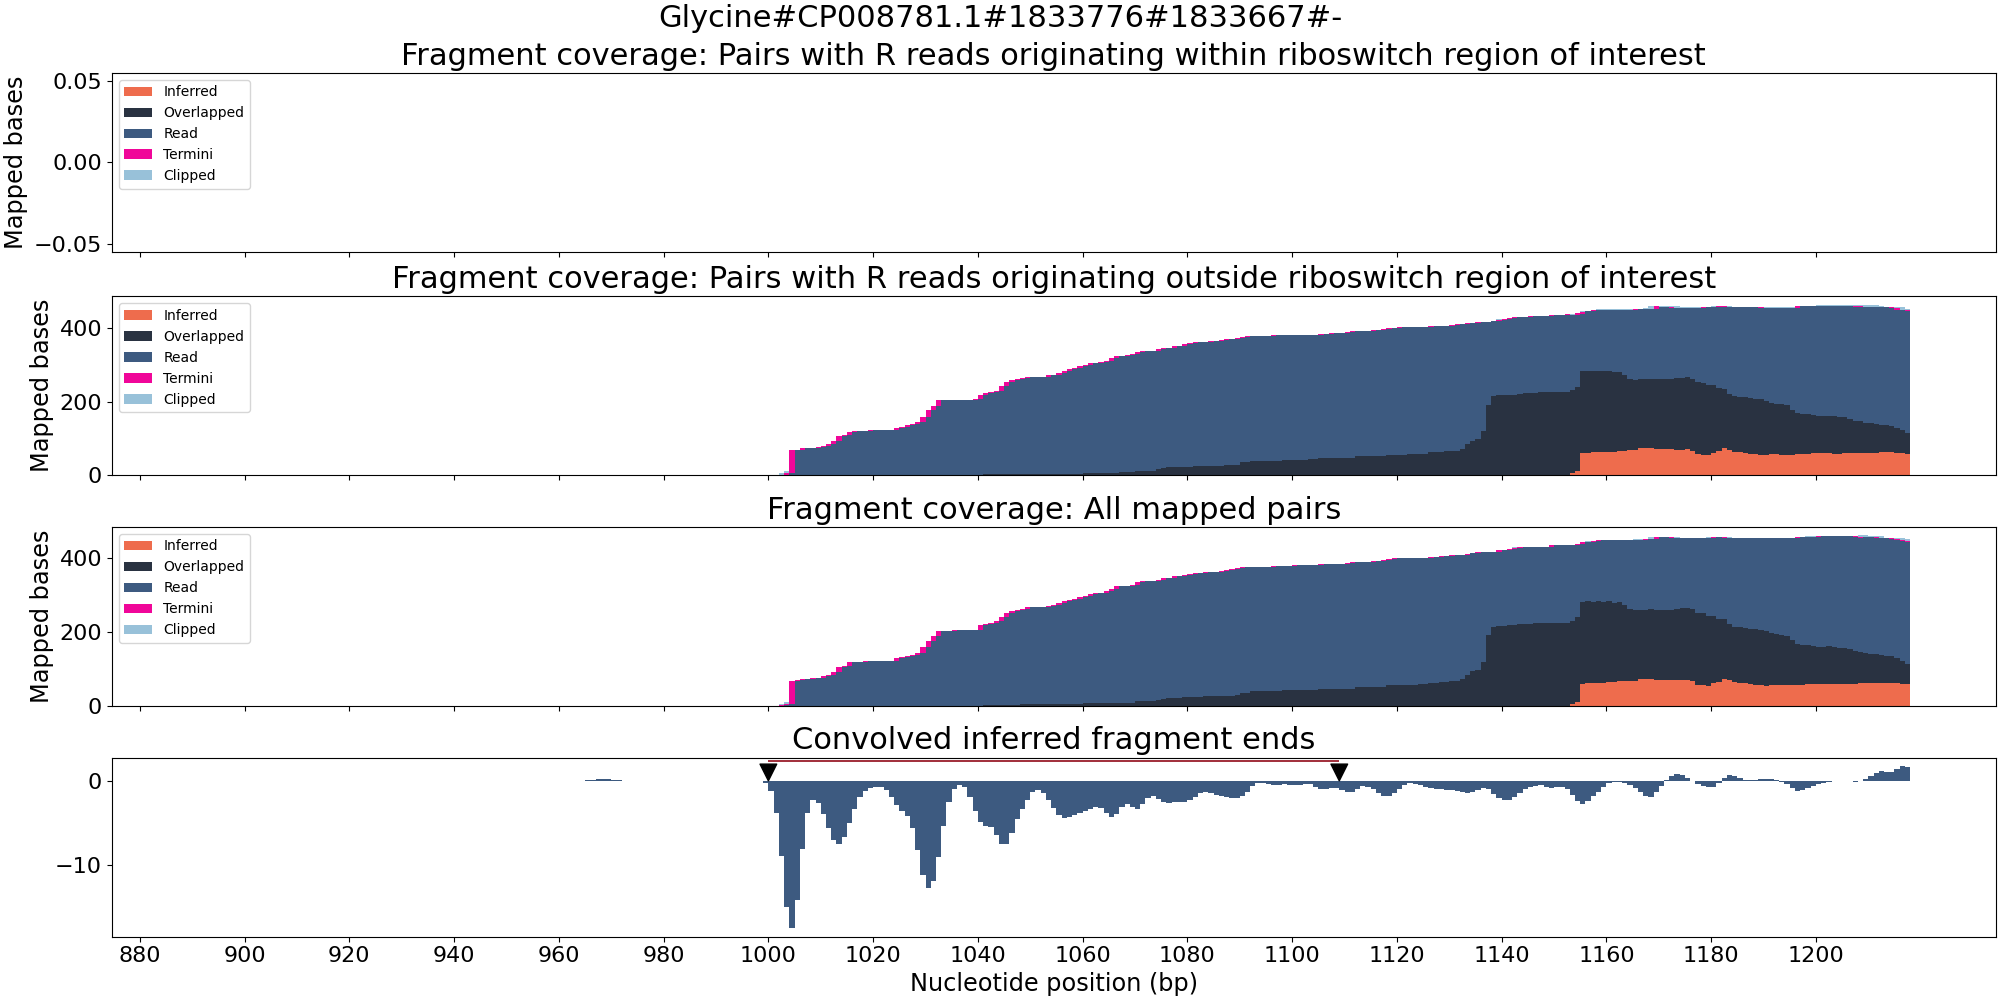 Glycine#CP008781.1#1833776#1833667#-
Fragment coverage: Pairs with R reads originating within riboswitch region of interest
Mapped bases
0.05
0.00
−0.05
Inferred
Overlapped
Read
Termini
Clipped
Fragment coverage: Pairs with R reads originating outside riboswitch region of interest
Mapped bases
400
200
0
Inferred
Overlapped
Read
Termini
Clipped
Fragment coverage: All mapped pairs
Mapped bases
400
200
0
Inferred
Overlapped
Read
Termini
Clipped
Convolved inferred fragment ends
0
−10
880 900 920 940 960 980 1000 1020 1040 1060 1080 1100 1120 1140 1160 1180 1200
Nucleotide position (bp)